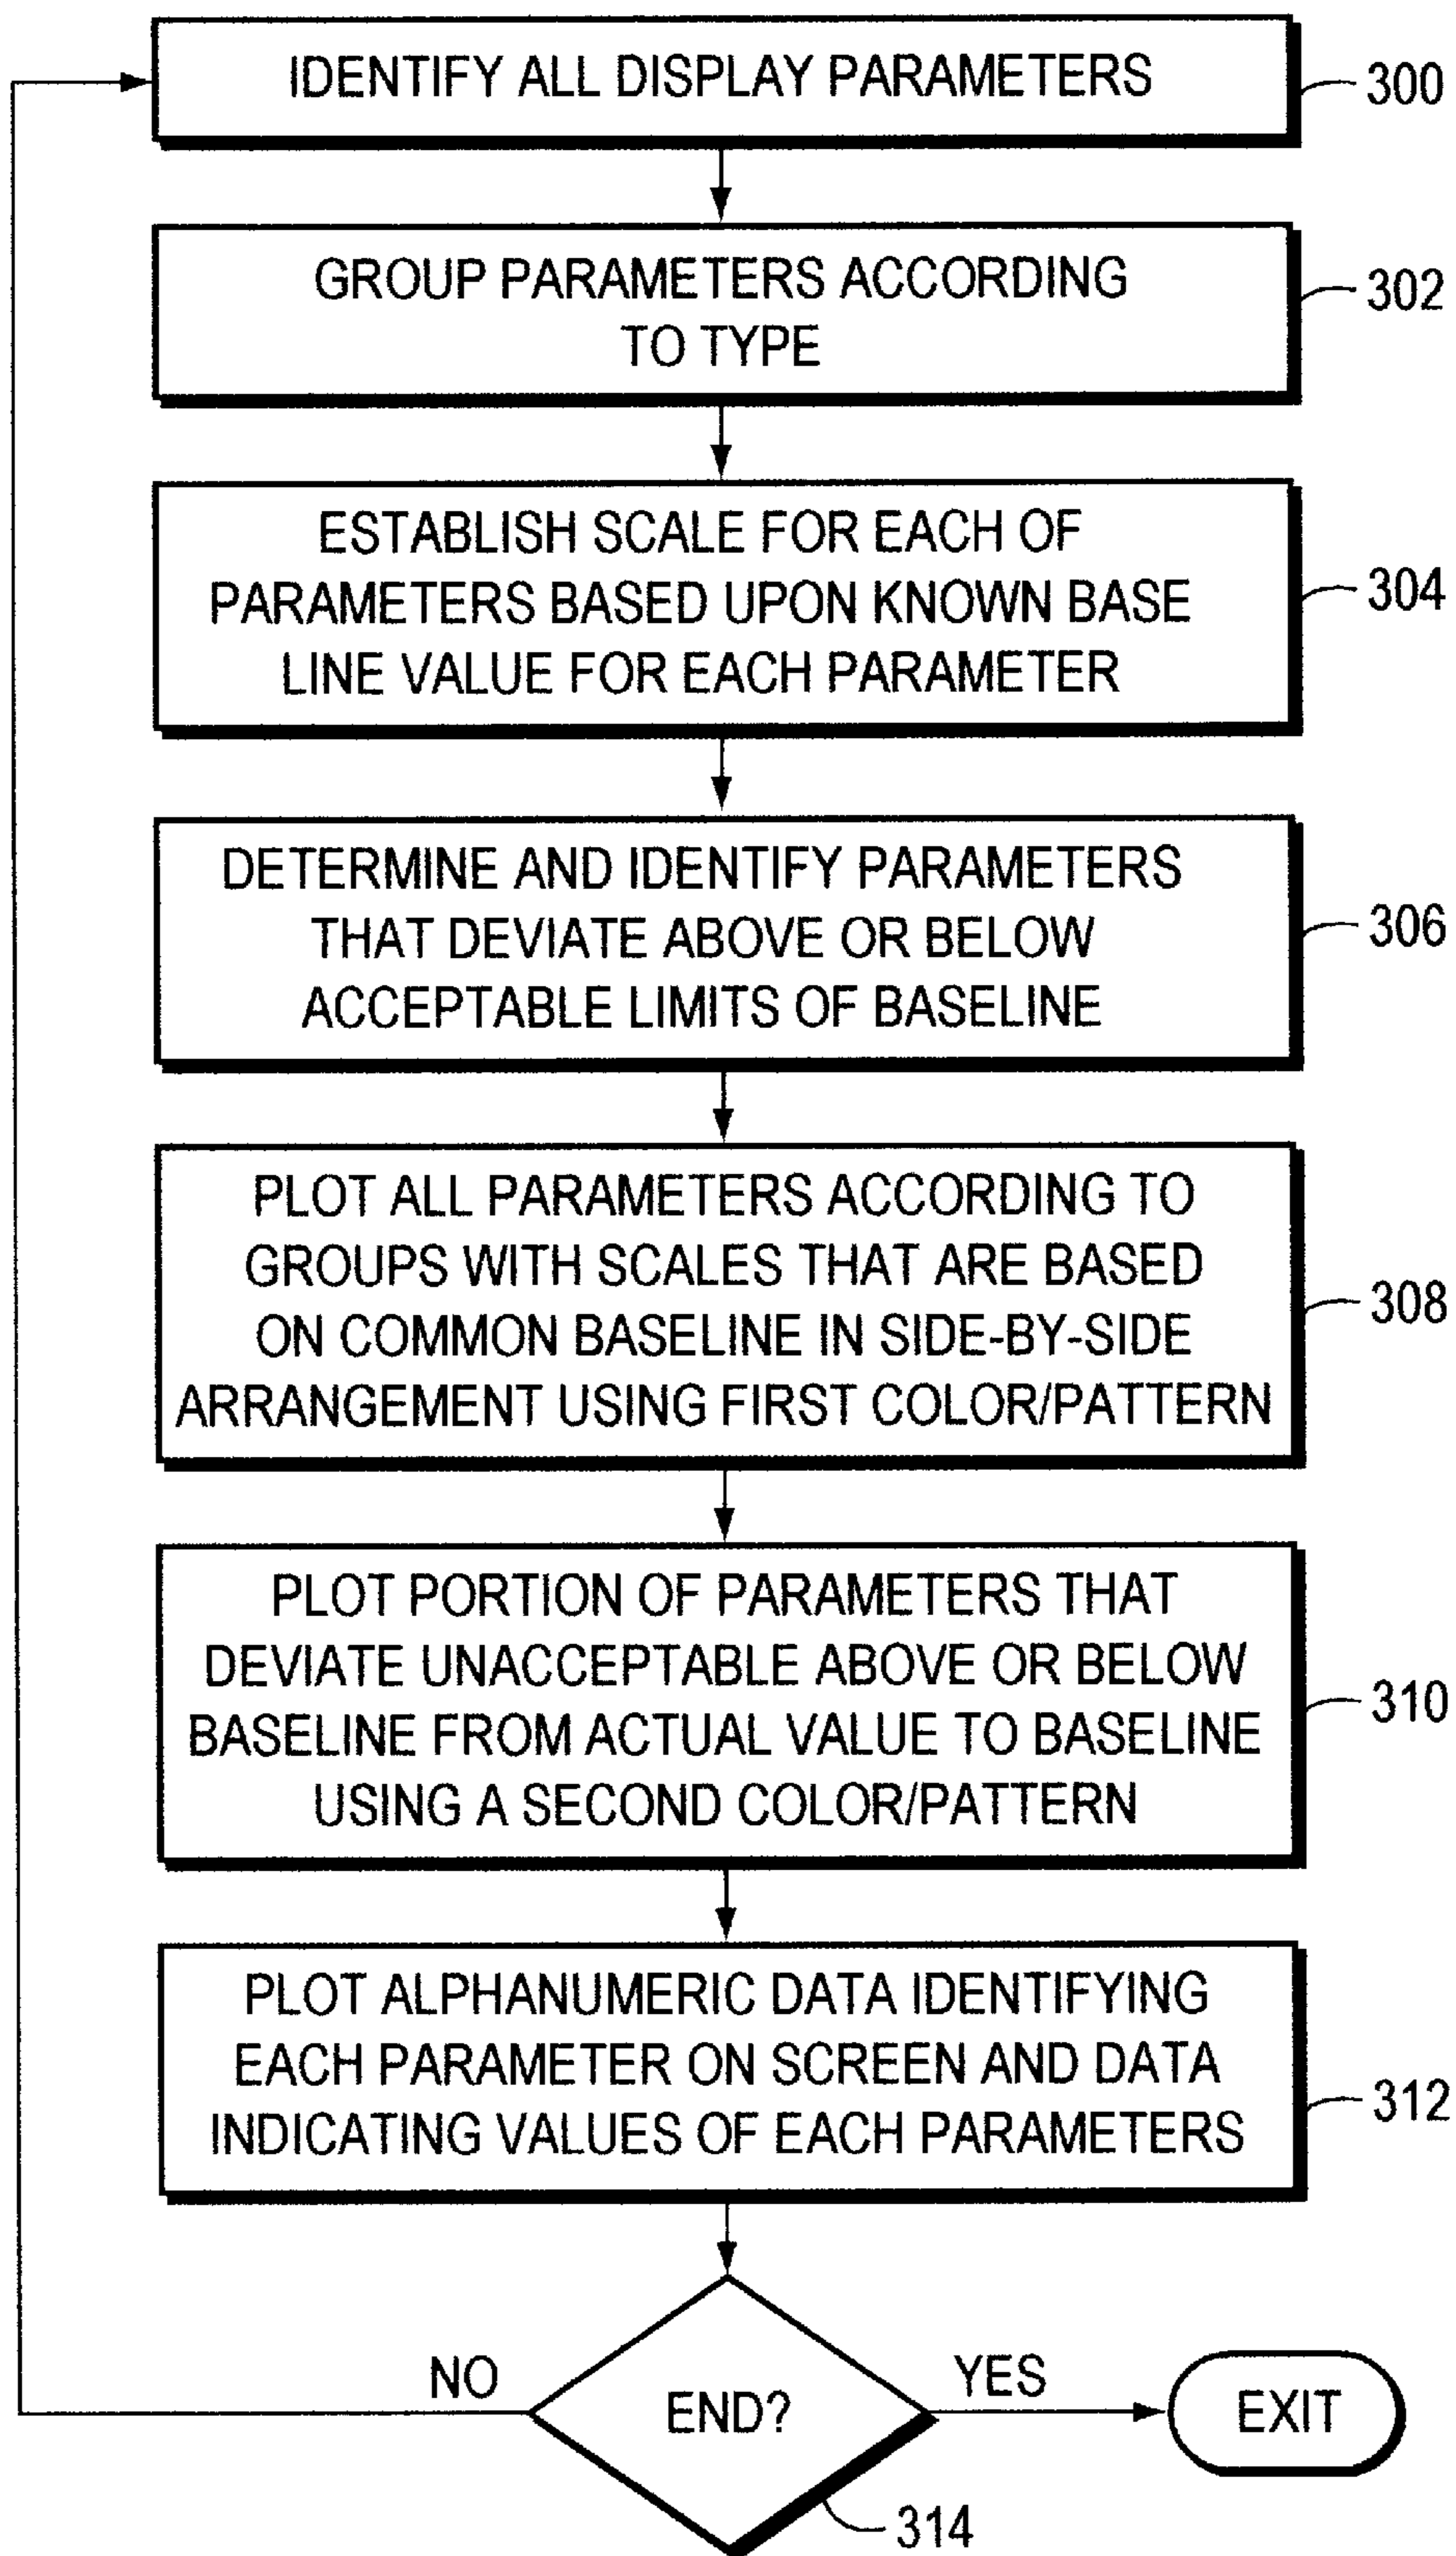 IDENTIFY ALL DISPLAY PARAMETERS
300
GROUP PARAMETERS ACCORDING
TO TYPE
302
ESTABLISH SCALE FOR EACH OF
PARAMETERS BASED UPON KNOWN BASE
LINE VALUE FOR EACH PARAMETER
304
DETERMINE AND IDENTIFY PARAMETERS
THAT DEVIATE ABOVE OR BELOW
ACCEPTABLE LIMITS OF BASELINE
306
PLOT ALL PARAMETERS ACCORDING TO
GROUPS WITH SCALES THAT ARE BASED
ON COMMON BASELINE IN SIDE-BY-SIDE
ARRANGEMENT USING FIRST COLOR/PATTERN
308
PLOT PORTION OF PARAMETERS THAT
DEVIATE UNACCEPTABLE ABOVE OR BELOW
BASELINE FROM ACTUAL VALUE TO BASELINE
USING A SECOND COLOR/PATTERN
310
PLOT ALPHANUMERIC DATA IDENTIFYING
EACH PARAMETER ON SCREEN AND DATA
INDICATING VALUES OF EACH PARAMETERS
312
NO
END?
YES
EXIT
314